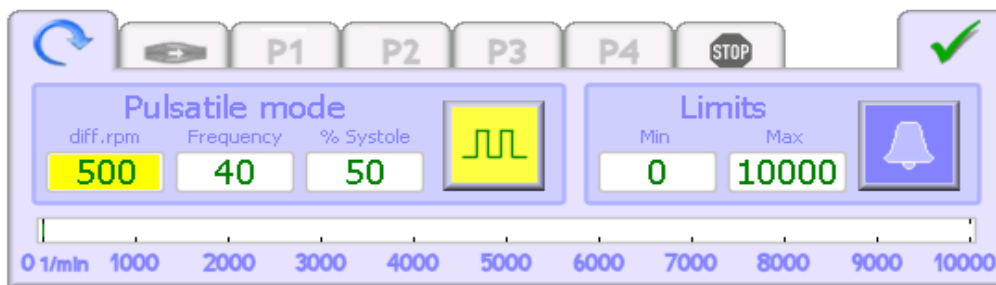 P1 P2 P3 P4 STOP
Pulsatile mode
diff.rpm Frequency % Systole
500 40 50
Limits
Min Max
0 10000
0 1/min 1000 2000 3000 4000 5000 6000 7000 8000 9000 10000